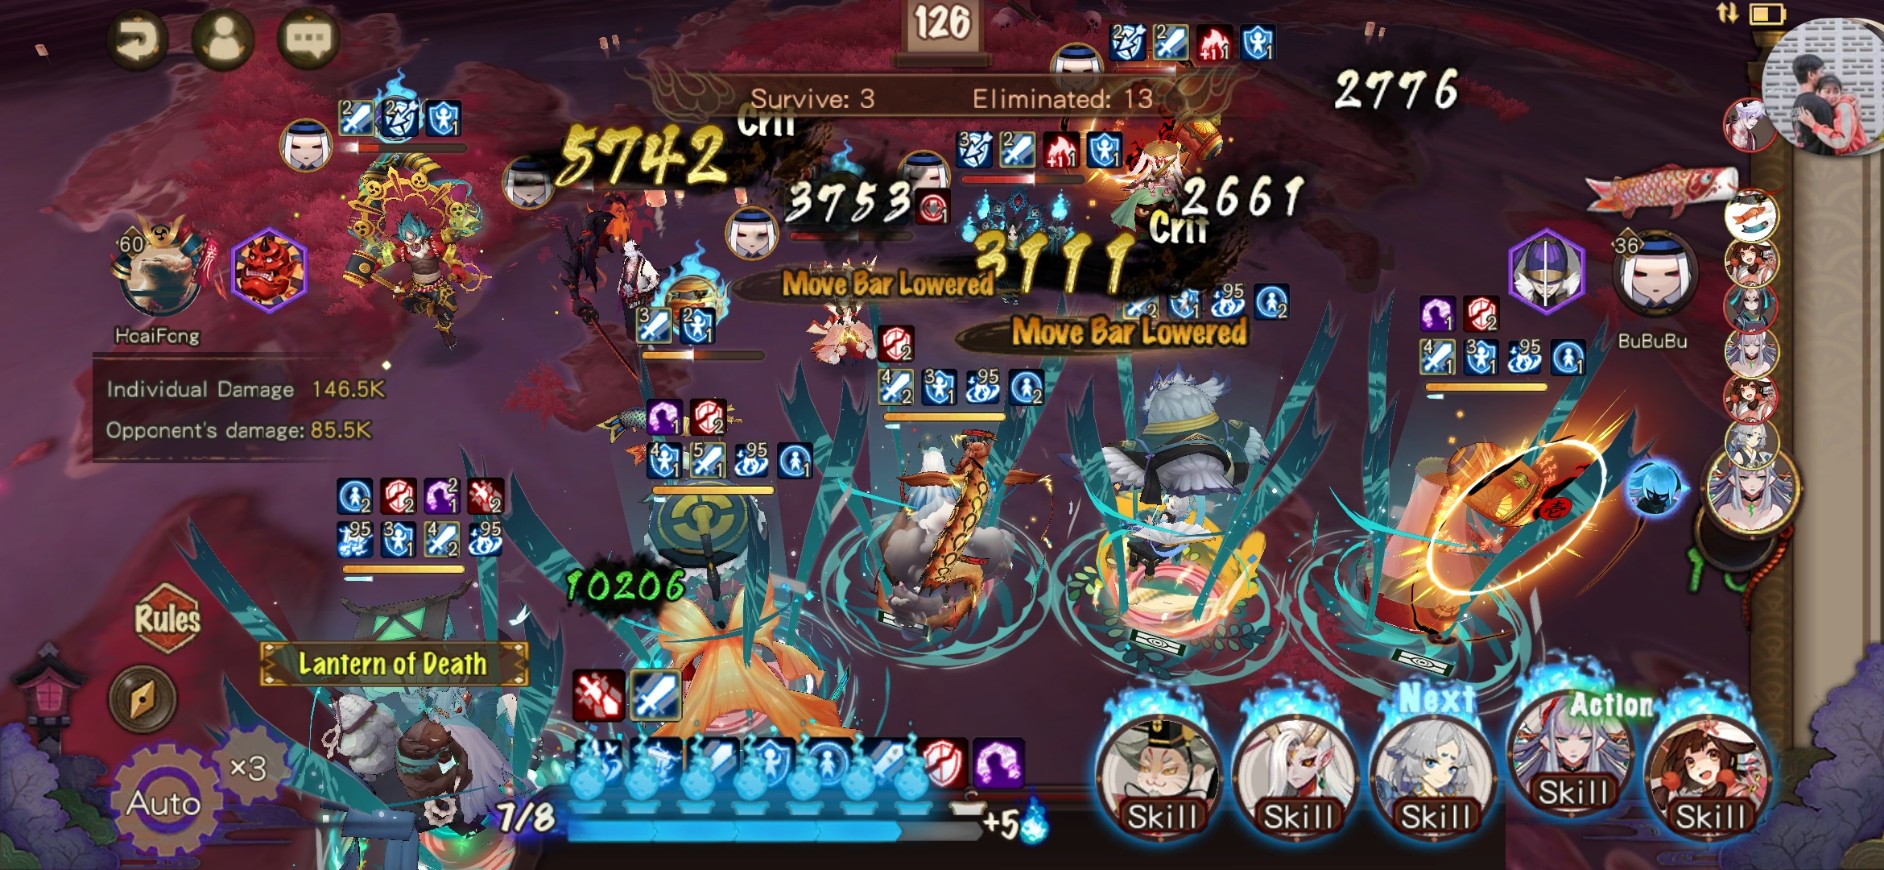 126
Survive: 3
Eliminated: 13
2776
5742
Crit
3753
2661
Crit
3111
Move Bar Lowered
Move Bar Lowered
60
HoaiFong
36
BuBuBu
Individual Damage 146.5K
Opponent's damage: 85.5K
10206
Rules
Lantern of Death
Auto
×3
7/8
+5
Next
Action
Skill
Skill
Skill
Skill
Skill